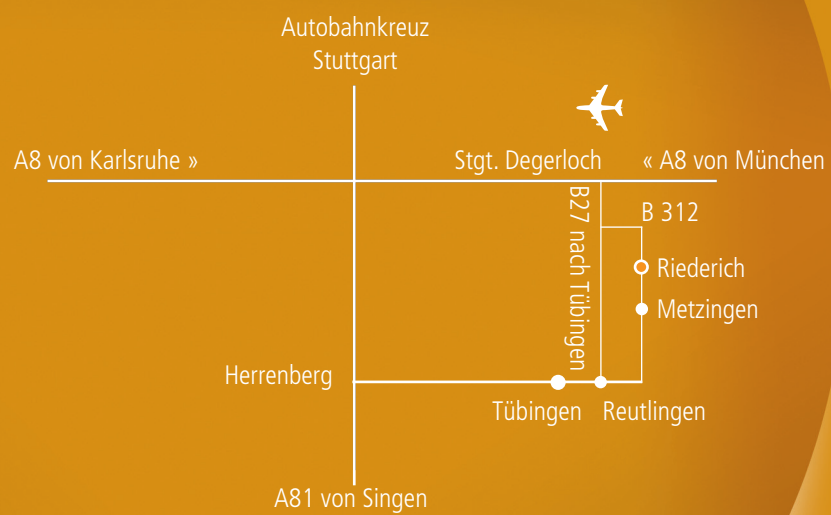 Autobahnkreuz
Stuttgart
A8 von Karlsruhe »
Stgt. Degerloch
« A8 von München
B27 nach Tübingen
B 312
Riederich
Metzingen
Herrenberg
Tübingen
Reutlingen
A81 von Singen